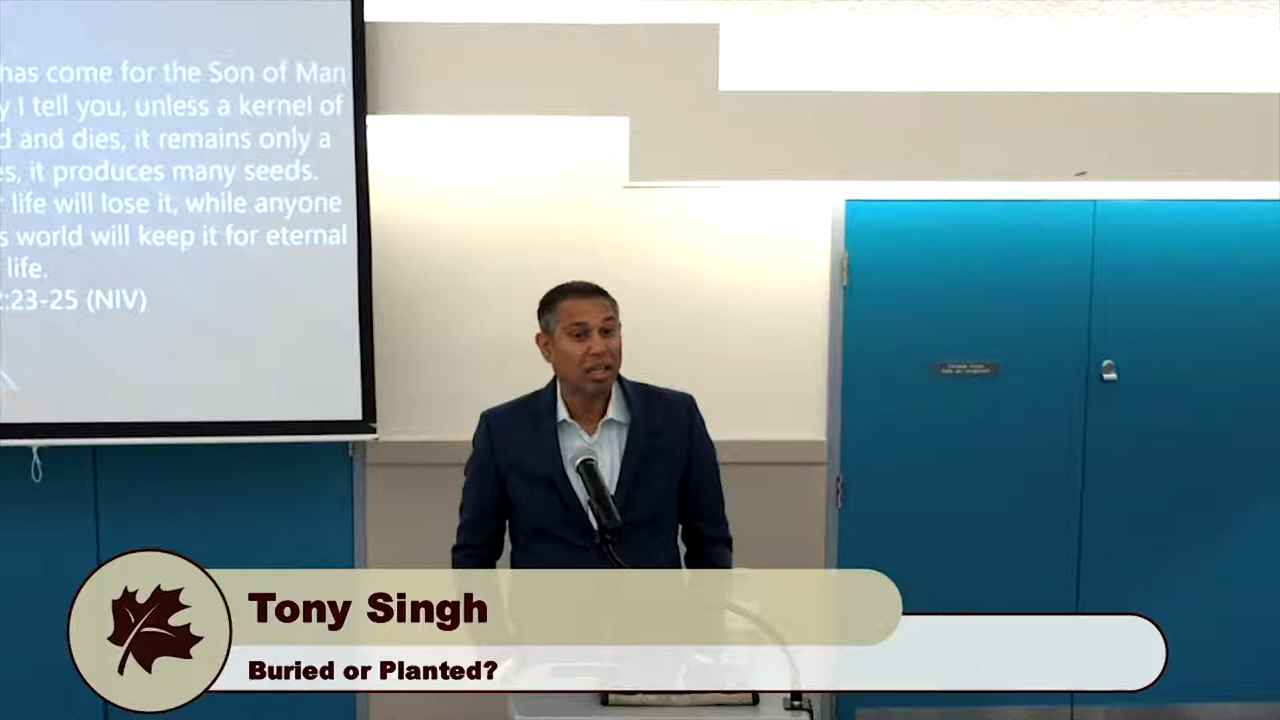 has come for the Son of Man
I tell you, unless a kernel of
and dies, it remains only a
it produces many seeds.
life will lose it, while anyone
world will keep it for eternal
life.
:23-25 (NIV)
Tony Singh
Buried or Planted?